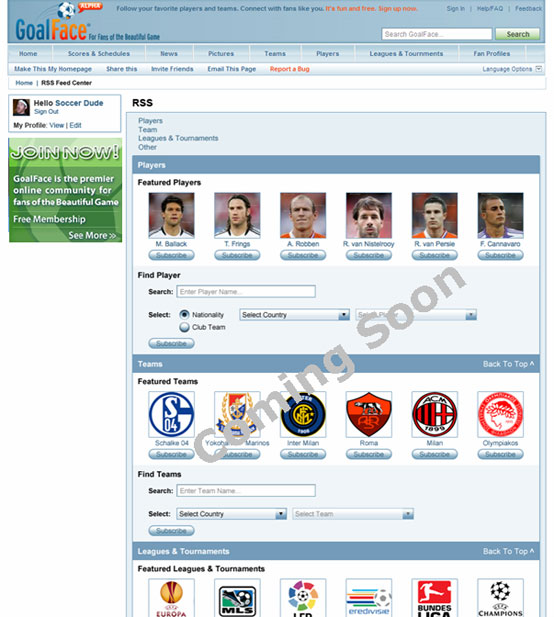 ALPHA
GoalFace
For Fans of the Beautiful Game
Follow your favorite players and teams. Connect with fans like you. It's fun and free. Sign up now.
Sign In | Help/FAQ | Feedback
Search GoalFace.. Search
Home Scores & Schedules News Pictures Teams Players Leagues & Tournments Fan Profiles
Make This My Homepage Share this Invite Friends Email This Page Report a Bug Language Options
Home | RSS Feed Center
Hello Soccer Dude
Sign Out
My Profile: View | Edit
JOIN NOW!
GoalFace is the premier
online community for
fans of the Beautiful Game
Free Membership
See More >>
RSS
Players
Team
Leagues & Tournaments
Other
Players
Featured Players
M. Ballack T. Frings A. Robben R. van Nistelrooy R. van Persie F. Cannavaro
Subscribe Subscribe Subscribe Subscribe Subscribe Subscribe
Find Player
Search: Enter Player Name...
Select: Nationality Select Country
Club Team
Subscribe
Coming Soon
Teams Back To Top ^
Featured Teams
S 04 INTER 1908 ACM 1899
Schalke 04 Marinos Inter Milan Roma Milan Olympiakos
Subscribe Subscribe Subscribe Subscribe Subscribe
Find Teams
Search: Enter Team Name...
Select: Select Country Select Team
Subscribe
Leagues & Tournaments Back To Top ^
Featured Leagues & Tournaments
EUROPA MLS LFP eredivisie BUNDES LIGA CHAMPIONS